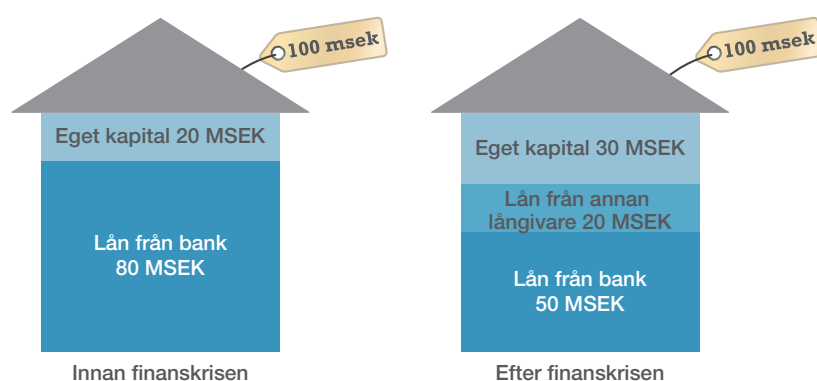 100 msek
Eget kapital 20 MSEK
Lån från bank
80 MSEK
Innan finanskrisen
100 msek
Eget kapital 30 MSEK
Lån från annan
långivare 20 MSEK
Lån från bank
50 MSEK
Efter finanskrisen